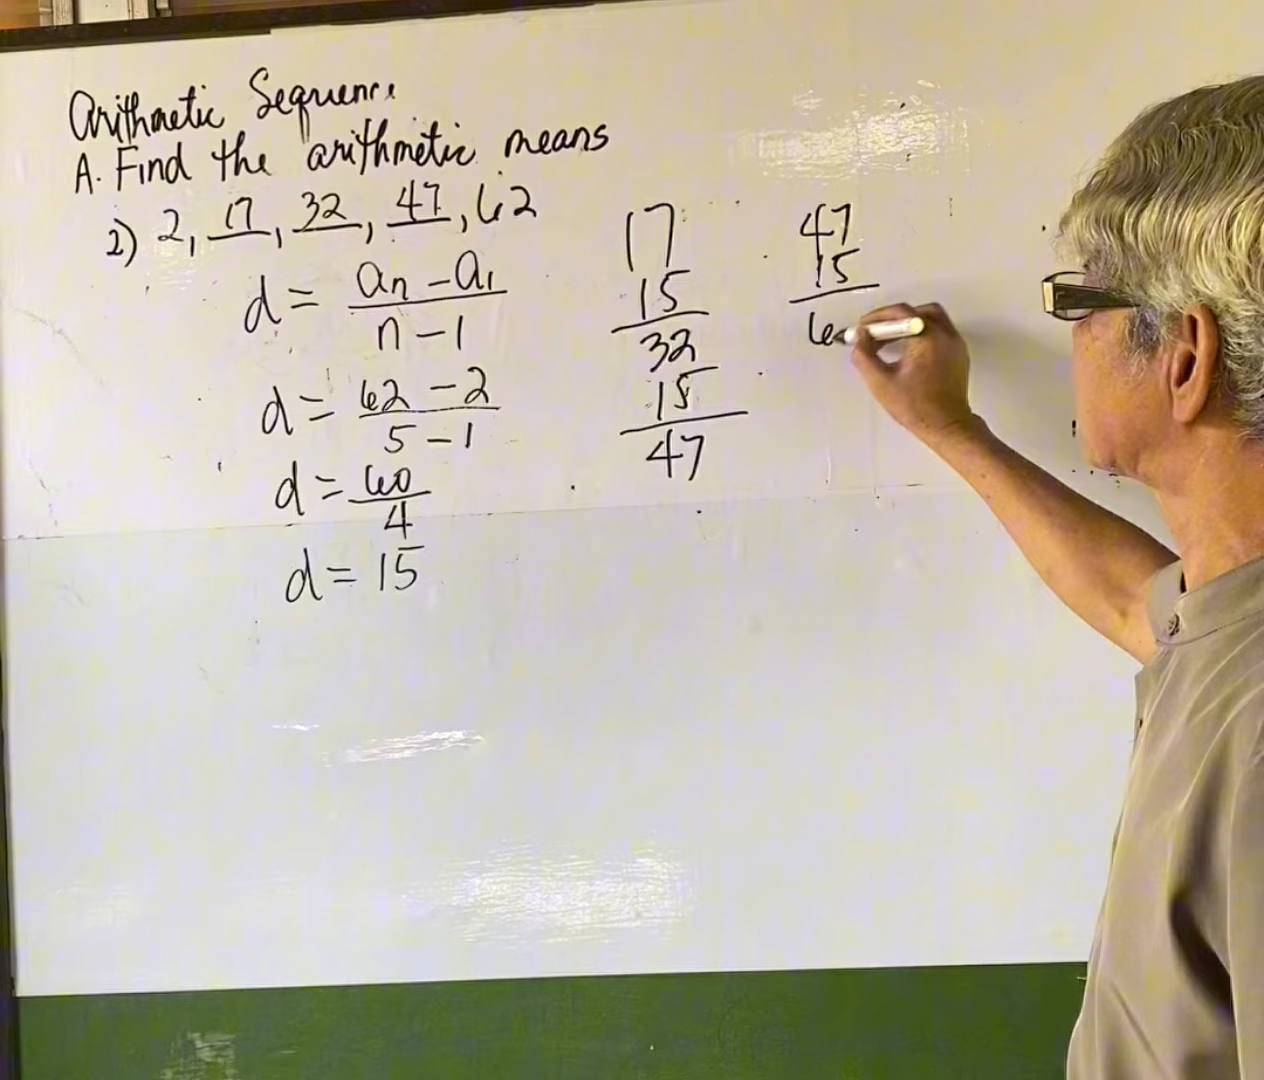 Arithmetic Sequence
A. Find the arithmetic means
2) 2, 17, 32, 47, 62
d = an - a1 / n - 1
d = 62 - 2 / 5 - 1
d = 60 / 4
d = 15
17
15
32
15
47
47
15
6